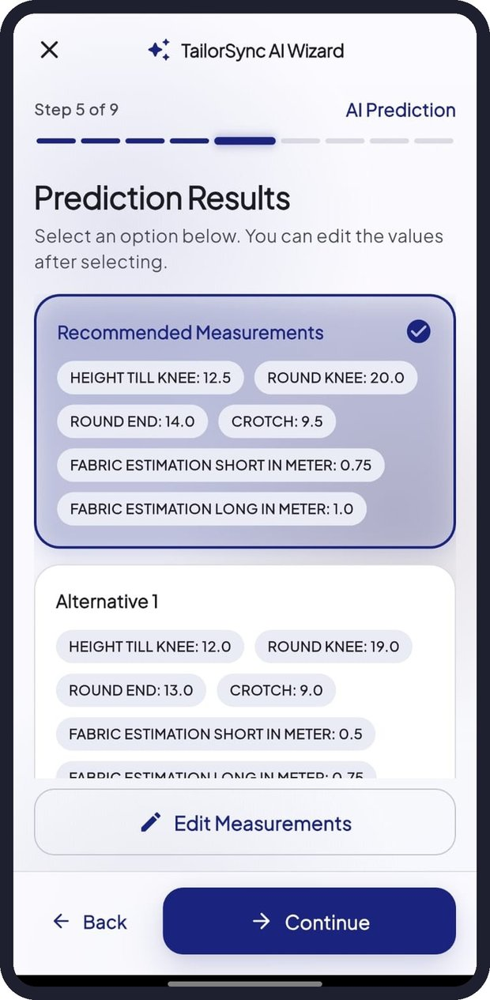 TailorSync AI Wizard
Step 5 of 9
AI Prediction
Prediction Results
Select an option below. You can edit the values
after selecting.
Recommended Measurements
HEIGHT TILL KNEE: 12.5
ROUND KNEE: 20.0
ROUND END: 14.0
CROTCH: 9.5
FABRIC ESTIMATION SHORT IN METER: 0.75
FABRIC ESTIMATION LONG IN METER: 1.0
Alternative 1
HEIGHT TILL KNEE: 12.0
ROUND KNEE: 19.0
ROUND END: 13.0
CROTCH: 9.0
FABRIC ESTIMATION SHORT IN METER: 0.5
FABRIC ESTIMATION LONG IN METER: 0.75
Edit Measurements
Back
Continue